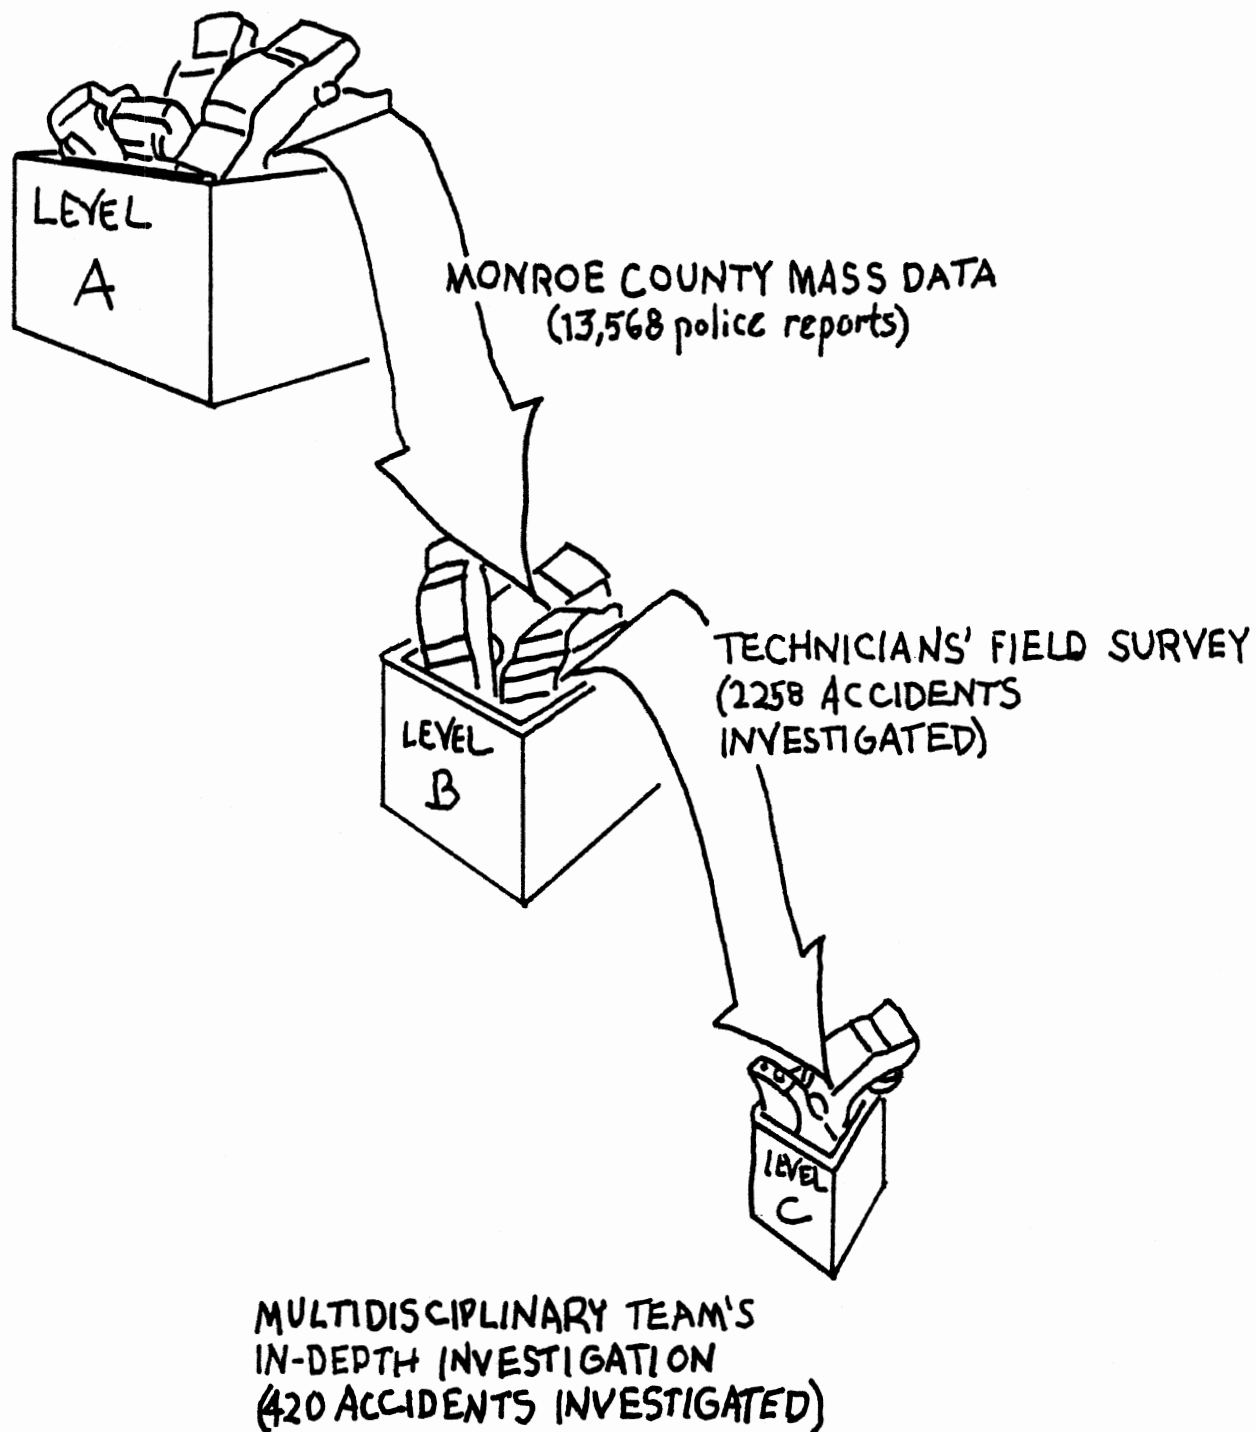 LEVEL
A
MONROE COUNTY MASS DATA
(13,568 police reports)
TECHNICIANS' FIELD SURVEY
(2258 ACCIDENTS
INVESTIGATED)
LEVEL
B
LEVEL
C
MULTIDISCIPLINARY TEAM'S
IN-DEPTH INVESTIGATION
(420 ACCIDENTS INVESTIGATED)